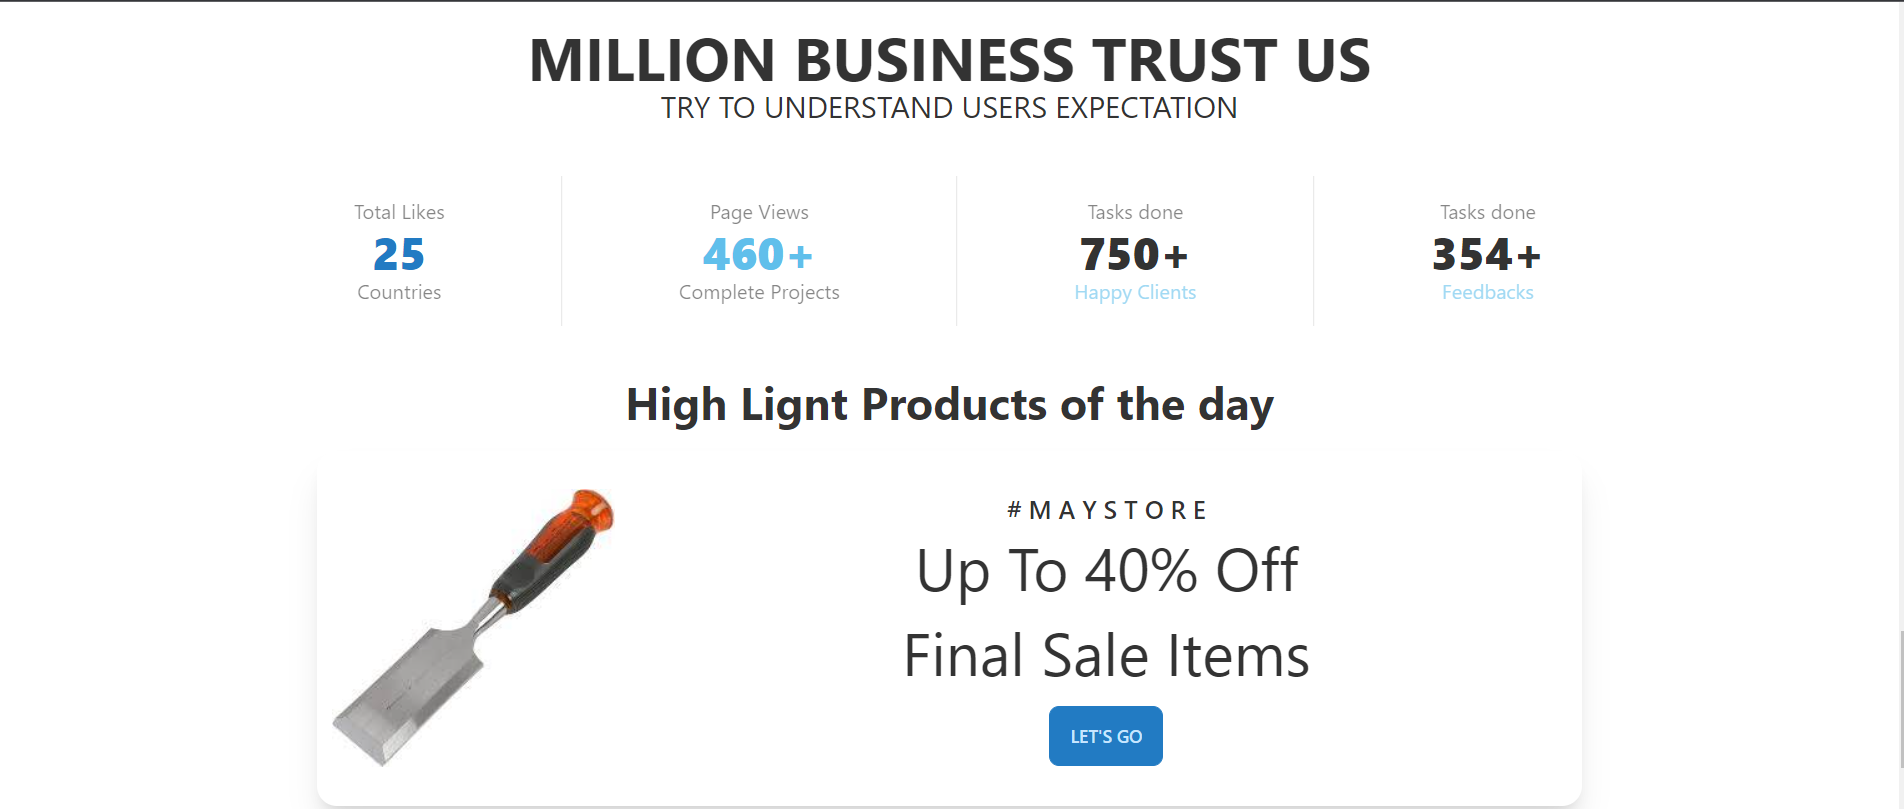 MILLION BUSINESS TRUST US
TRY TO UNDERSTAND USERS EXPECTATION
Total Likes
25
Countries
Page Views
460+
Complete Projects
Tasks done
750+
Happy Clients
Tasks done
354+
Feedbacks
High Lignt Products of the day
#MAYSTORE
Up To 40% Off
Final Sale Items
LET'S GO